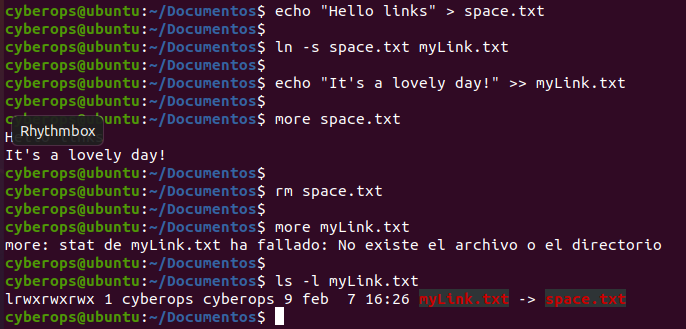 cyberops@ubuntu:~/Documentos$ echo "Hello links" > space.txt
cyberops@ubuntu:~/Documentos$
cyberops@ubuntu:~/Documentos$ ln -s space.txt myLink.txt
cyberops@ubuntu:~/Documentos$
cyberops@ubuntu:~/Documentos$ echo "It's a lovely day!" >> myLink.txt
cyberops@ubuntu:~/Documentos$
cyberops@ubuntu:~/Documentos$ more space.txt
Rhythmbox
It's a lovely day!
cyberops@ubuntu:~/Documentos$
cyberops@ubuntu:~/Documentos$ rm space.txt
cyberops@ubuntu:~/Documentos$
cyberops@ubuntu:~/Documentos$ more myLink.txt
more: stat de myLink.txt ha fallado: No existe el archivo o el directorio
cyberops@ubuntu:~/Documentos$
cyberops@ubuntu:~/Documentos$ ls -l myLink.txt
lrwxrwxrwx 1 cyberops cyberops 9 feb  7 16:26 myLink.txt -> space.txt
cyberops@ubuntu:~/Documentos$